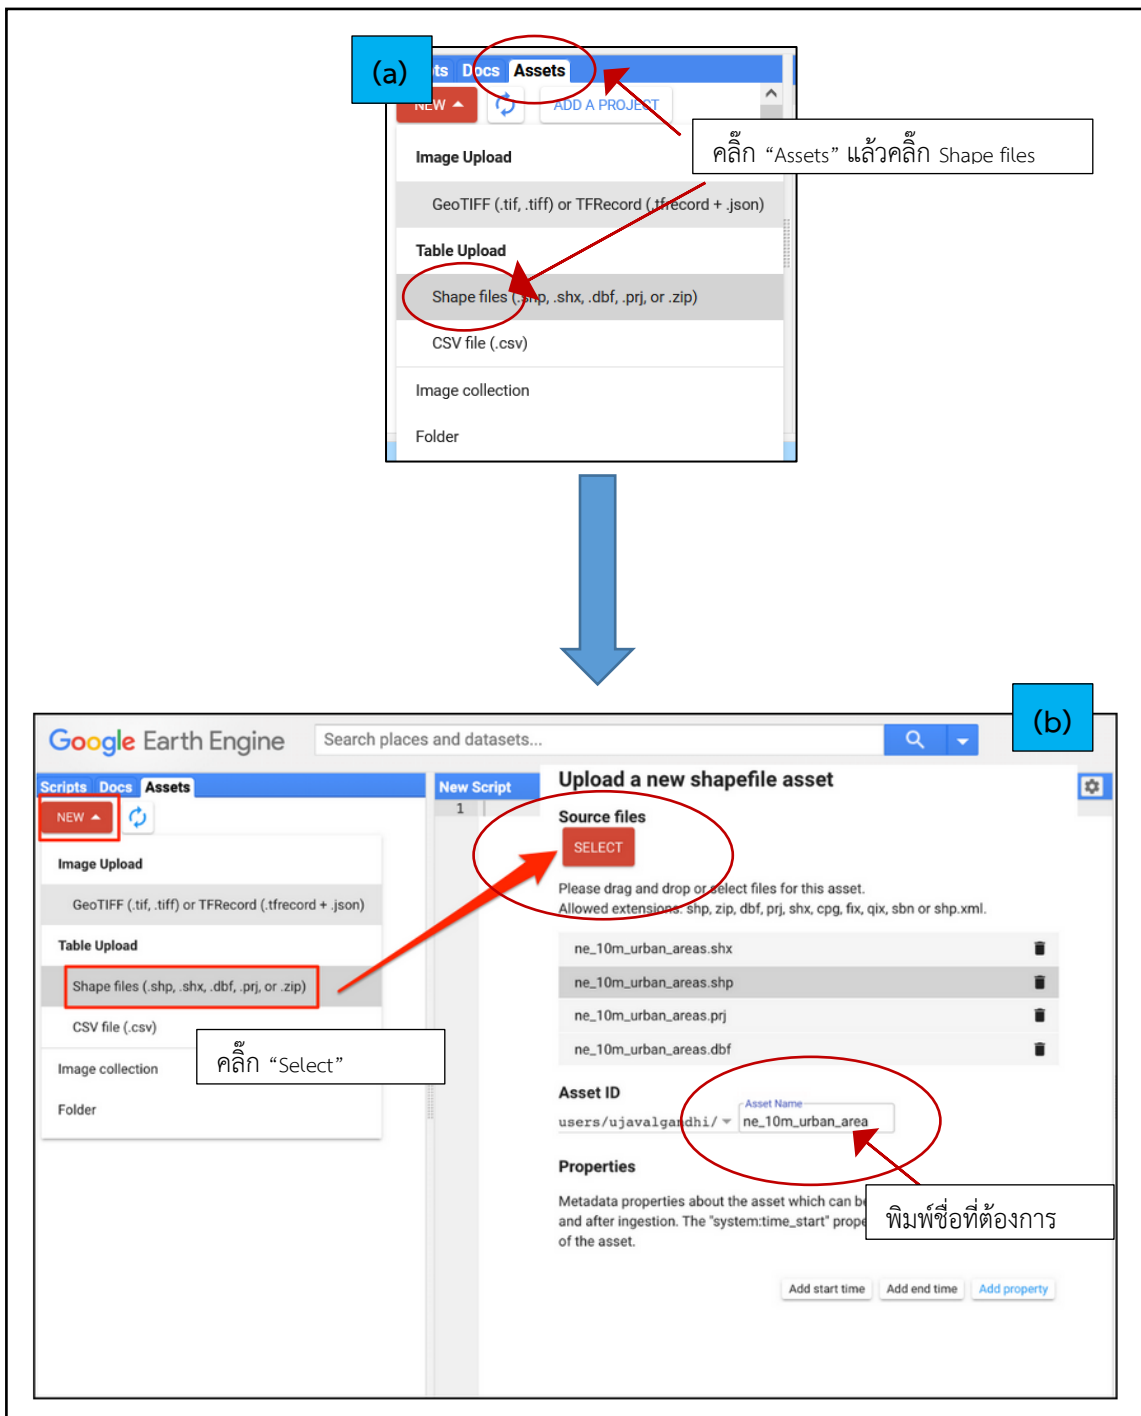 (a)
ts Docs Assets
NEW
ADD A PROJECT
คลิ๊ก “Assets” แล้วคลิ๊ก Shape files
Image Upload
GeoTIFF (.tif, .tiff) or TFRecord (.tfrecord + .json)
Table Upload
Shape files (.shp, .shx, .dbf, .prj, or .zip)
CSV file (.csv)
Image collection
Folder
(b)
Google Earth Engine
Search places and datasets...
Scripts Docs Assets
NEW
Image Upload
GeoTIFF (.tif, .tiff) or TFRecord (.tfrecord + .json)
Table Upload
Shape files (.shp, .shx, .dbf, .prj, or .zip)
CSV file (.csv)
Image collection
Folder
คลิ๊ก “Select”
New Script
1
Upload a new shapefile asset
Source files
SELECT
Please drag and drop or select files for this asset.
Allowed extensions: shp, zip, dbf, prj, shx, cpg, fix, qix, sbn or shp.xml.
ne_10m_urban_areas.shx
ne_10m_urban_areas.shp
ne_10m_urban_areas.prj
ne_10m_urban_areas.dbf
Asset ID
Asset Name
users/ujavalgandhi/ ne_10m_urban_area
Properties
Metadata properties about the asset which can be
and after ingestion. The "system:time_start" prope
of the asset.
พิมพ์ชื่อที่ต้องการ
Add start time Add end time Add property